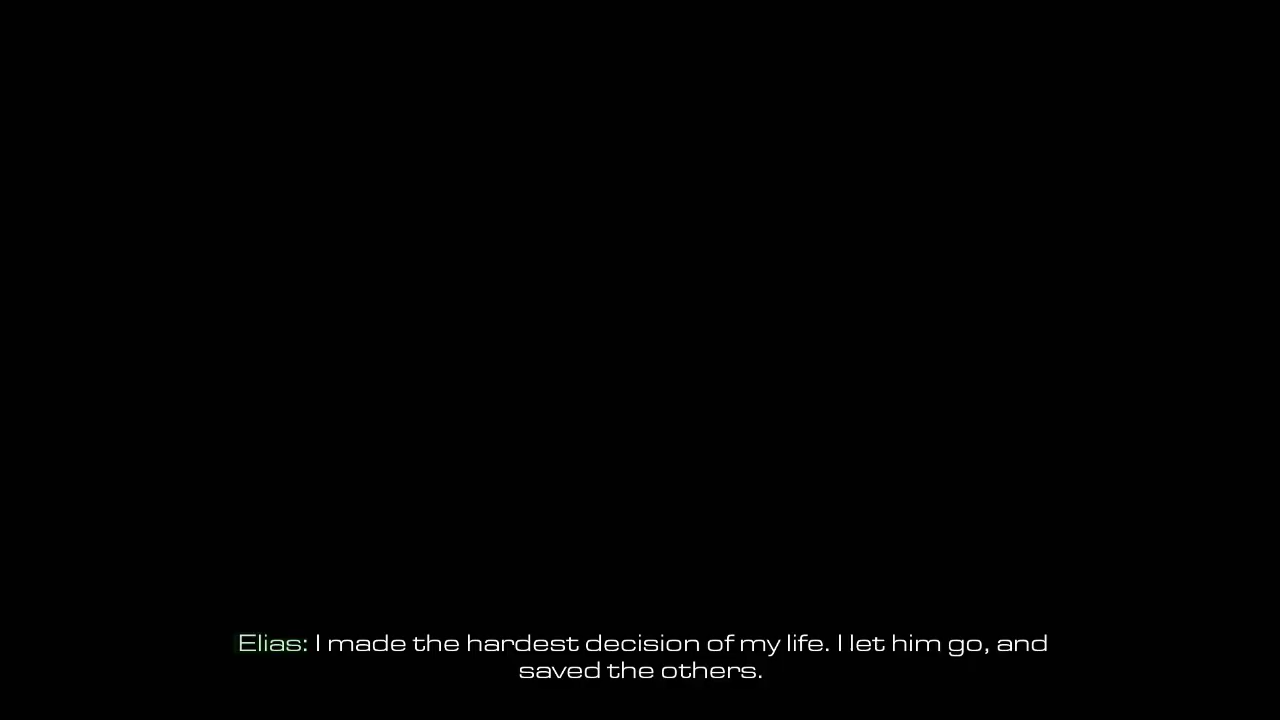 Elias: I made the hardest decision of my life. I let him go, and
saved the others.